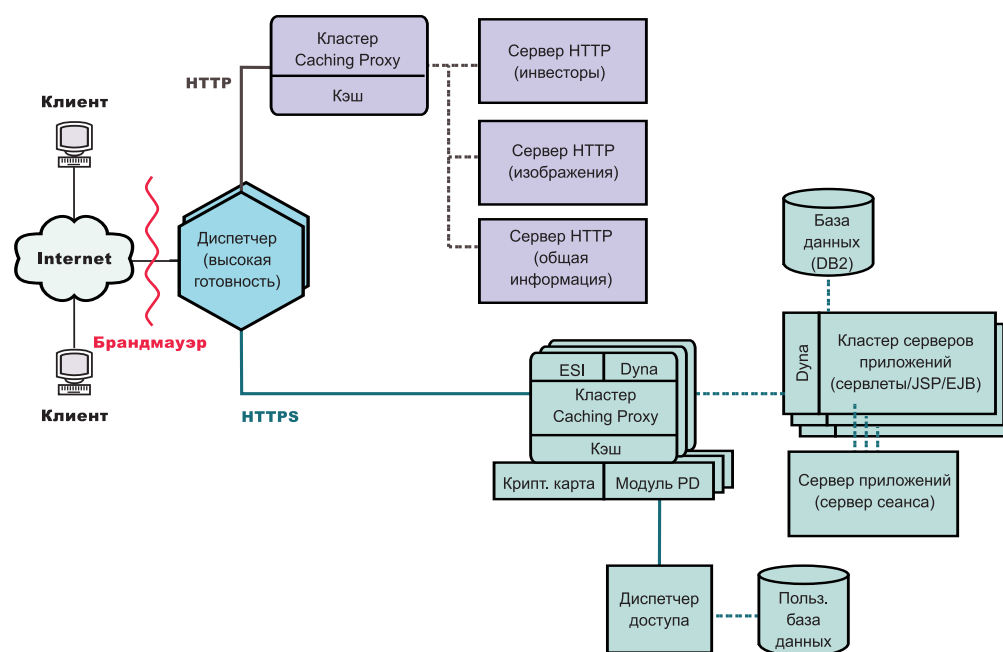 Кластер
Caching Proxy
Кэш
HTTP
Сервер HTTP
(инвесторы)
Сервер HTTP
(изображения)
Сервер HTTP
(общая
информация)
Клиент
Internet
Клиент
Брандмауэр
Диспетчер
(высокая
готовность)
HTTPS
ESI
Dyna
Кластер
Caching Proxy
Кэш
Крипт. карта
Модуль PD
База
данных
(DB2)
Dyna
Кластер серверов
приложений
(сервлеты/JSP/EJB)
Сервер приложений
(сервер сеанса)
Диспетчер
доступа
Польз.
база
данных